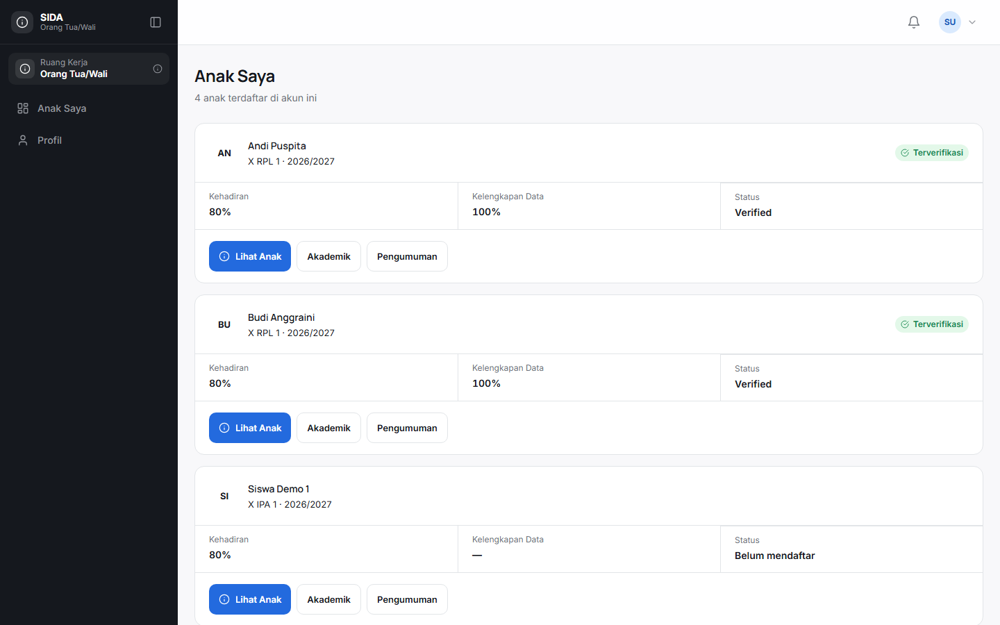 SIDA
Orang Tua/Wali
Ruang Kerja
Orang Tua/Wali
Anak Saya
Profil
SU
Anak Saya
4 anak terdaftar di akun ini
AN
Andi Puspita
X RPL 1 · 2026/2027
Terverifikasi
Kehadiran
80%
Kelengkapan Data
100%
Status
Verified
Lihat Anak
Akademik
Pengumuman
BU
Budi Anggraini
X RPL 1 · 2026/2027
Terverifikasi
Kehadiran
80%
Kelengkapan Data
100%
Status
Verified
Lihat Anak
Akademik
Pengumuman
SI
Siswa Demo 1
X IPA 1 · 2026/2027
Kehadiran
80%
Kelengkapan Data
—
Status
Belum mendaftar
Lihat Anak
Akademik
Pengumuman